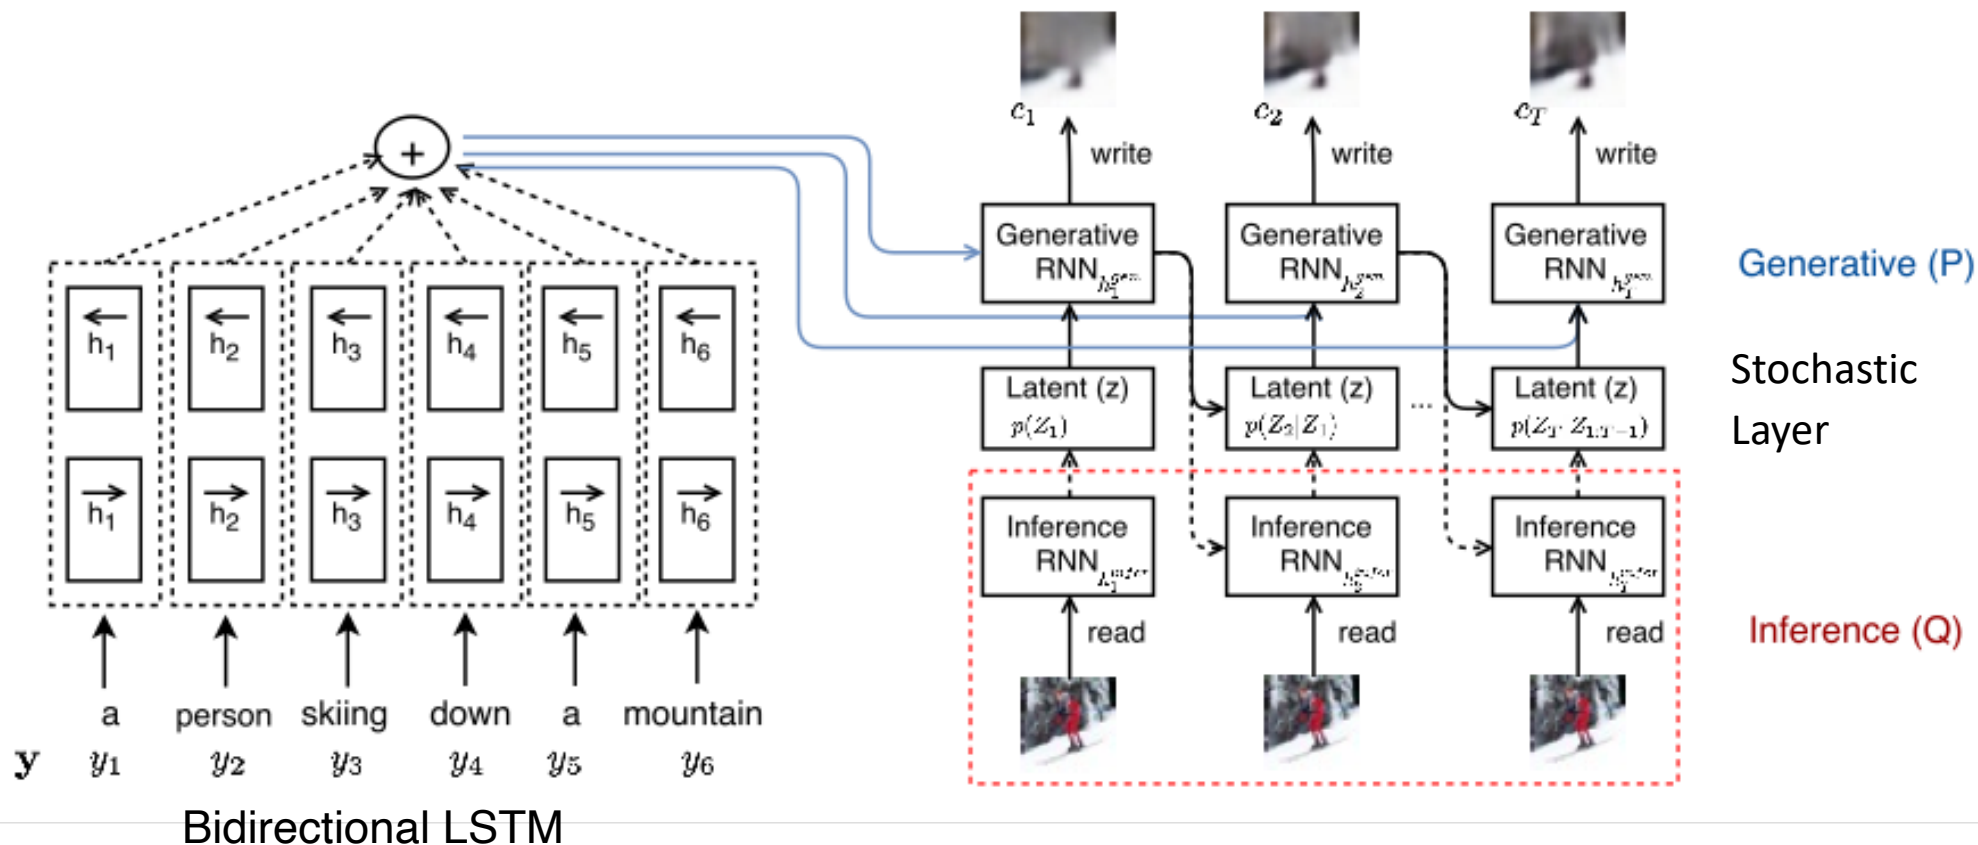 c₁ c₂ c_T
write write write
+
Generative Generative Generative
RNN RNN RNN
Generative (P)
h₁ h₂ h₃ h₄ h₅ h₆
Latent (z) Latent (z) ... Latent (z)
p(Z₁) p(Z₂|Z₁)
Stochastic
Layer
h₁ h₂ h₃ h₄ h₅ h₆
Inference Inference Inference
RNN RNN RNN
read read read
Inference (Q)
a person skiing down a mountain
y y₁ y₂ y₃ y₄ y₅ y₆
Bidirectional LSTM